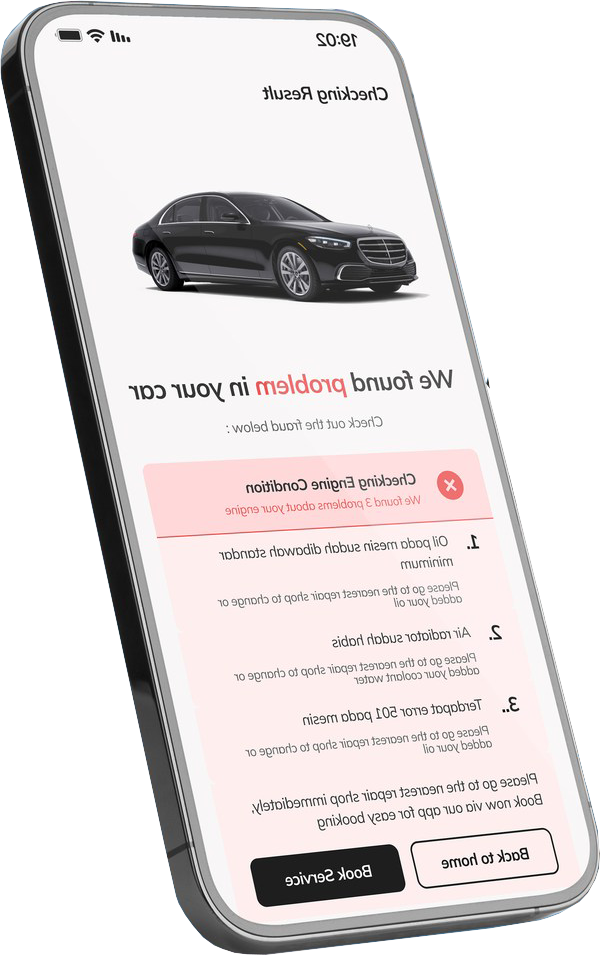 19:02
Checking Result
We found problem in your car
Check out the fraud below :
Checking Engine Condition
We found 3 problems about your engine
1. Oil pada mesin sudah dibawah standar
minimum
Please go to the nearest repair shop to change or
added your oil
2. Air radiator sudah habis
Please go to the nearest repair shop to change or
added your coolant water
3.. Terdapat error 501 pada mesin
Please go to the nearest repair shop to change or
added your oil
Please go to the nearest repair shop immediately.
Book now via our app for easy booking
Back to home
Book Service